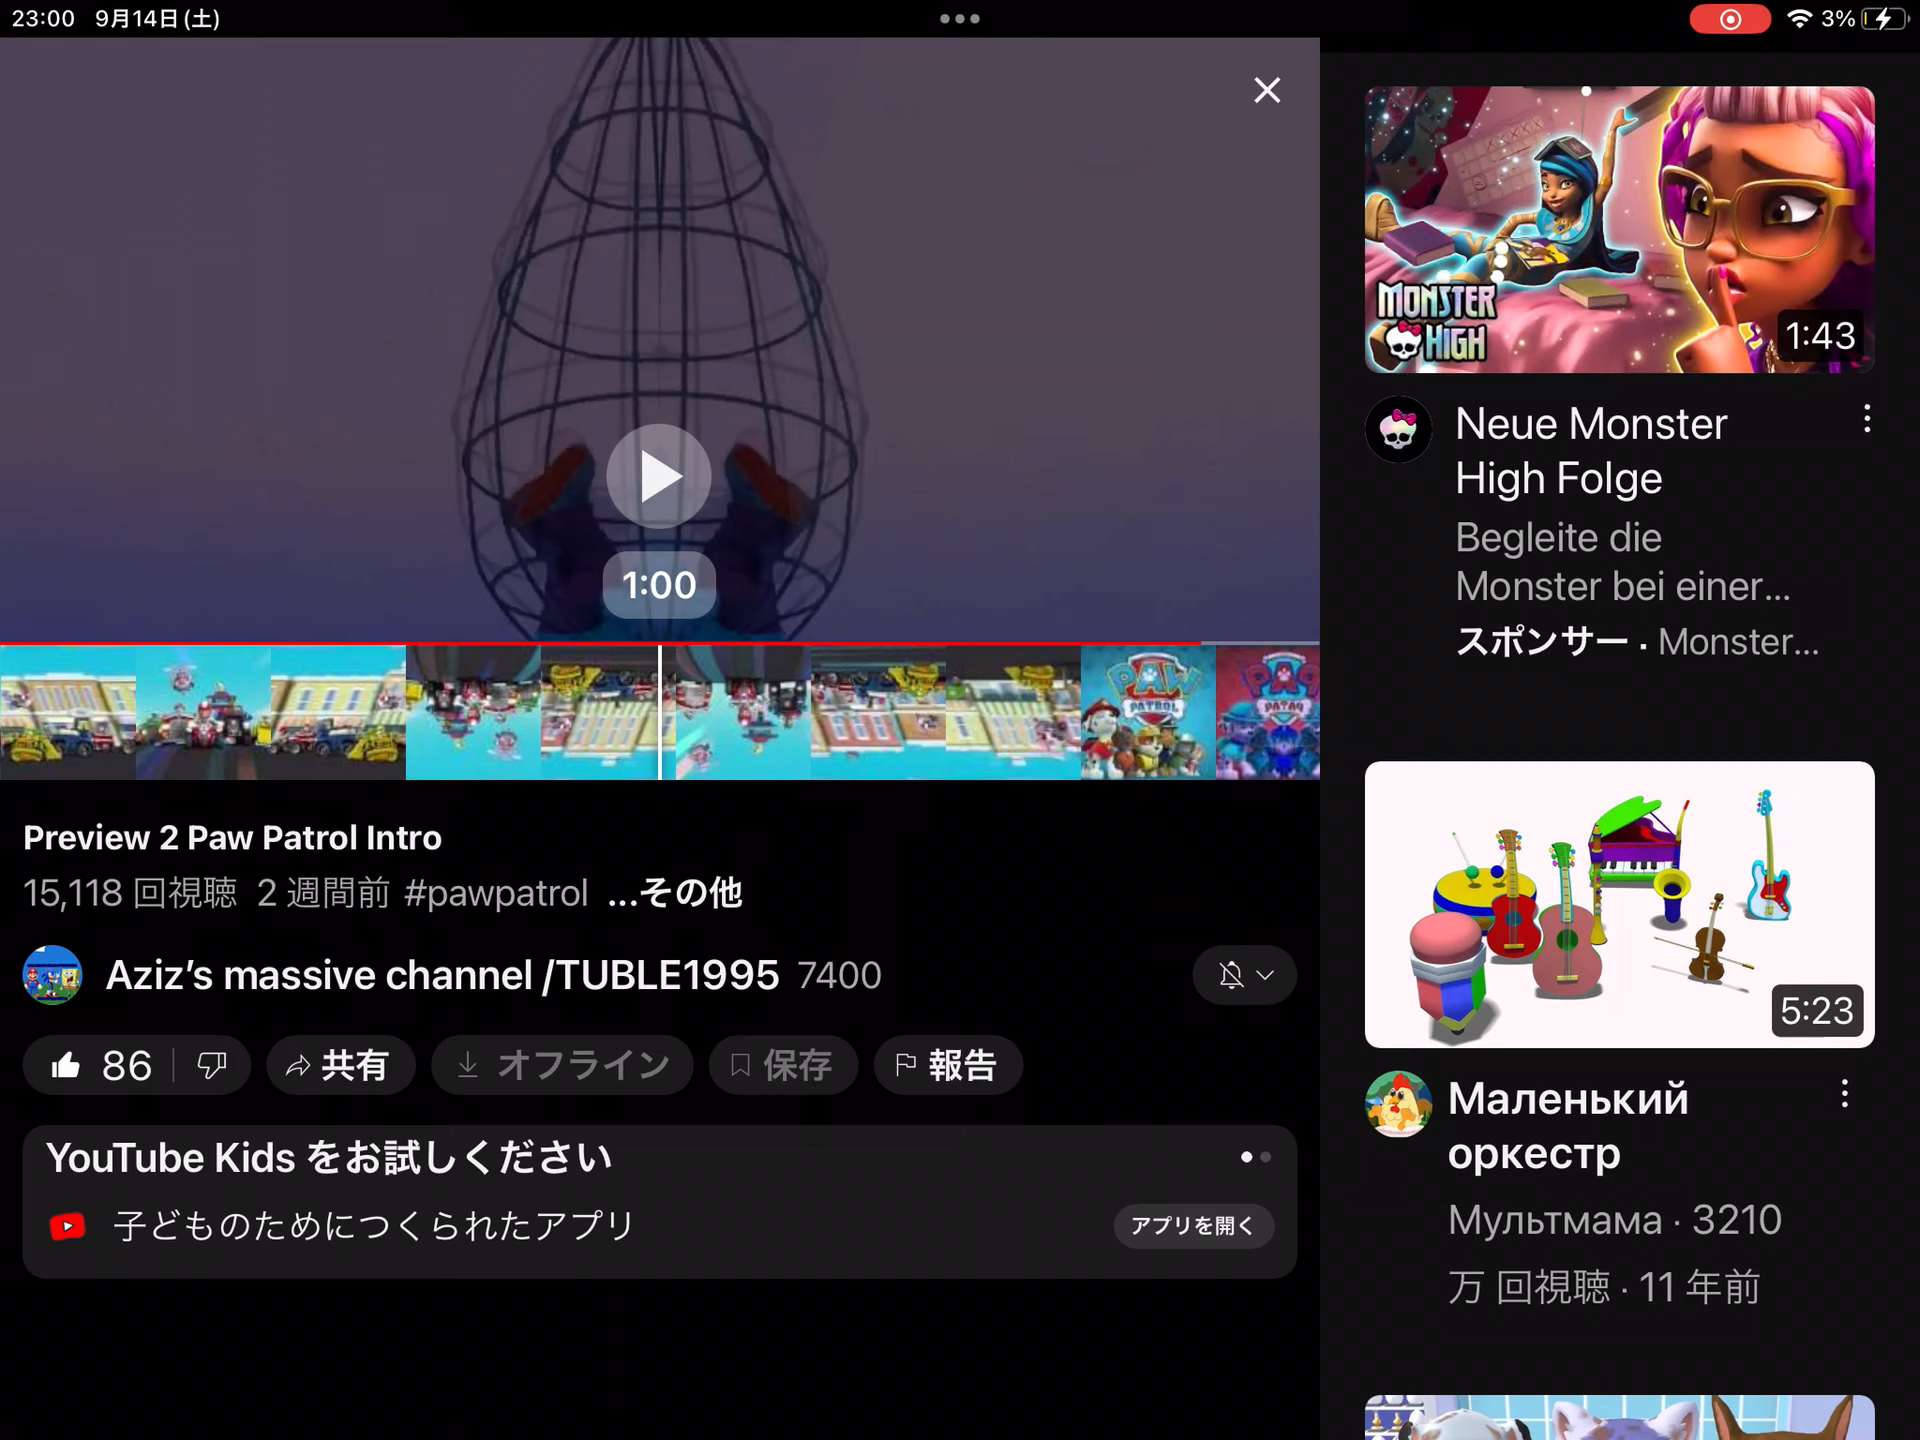 23:00 9月14日(土)
3%
1:00
PAW
PATROL
Preview 2 Paw Patrol Intro
15,118 回視聴 2 週間前 #pawpatrol ...その他
Aziz's massive channel /TUBLE1995 7400
86 共有 オフライン 保存 報告
YouTube Kids をお試しください
子どものためにつくられたアプリ
アプリを開く
MONSTER
HIGH
1:43
Neue Monster
High Folge
Begleite die
Monster bei einer...
スポンサー · Monster...
5:23
Маленький
оркестр
Мультмама · 3210
万 回視聴 · 11 年前